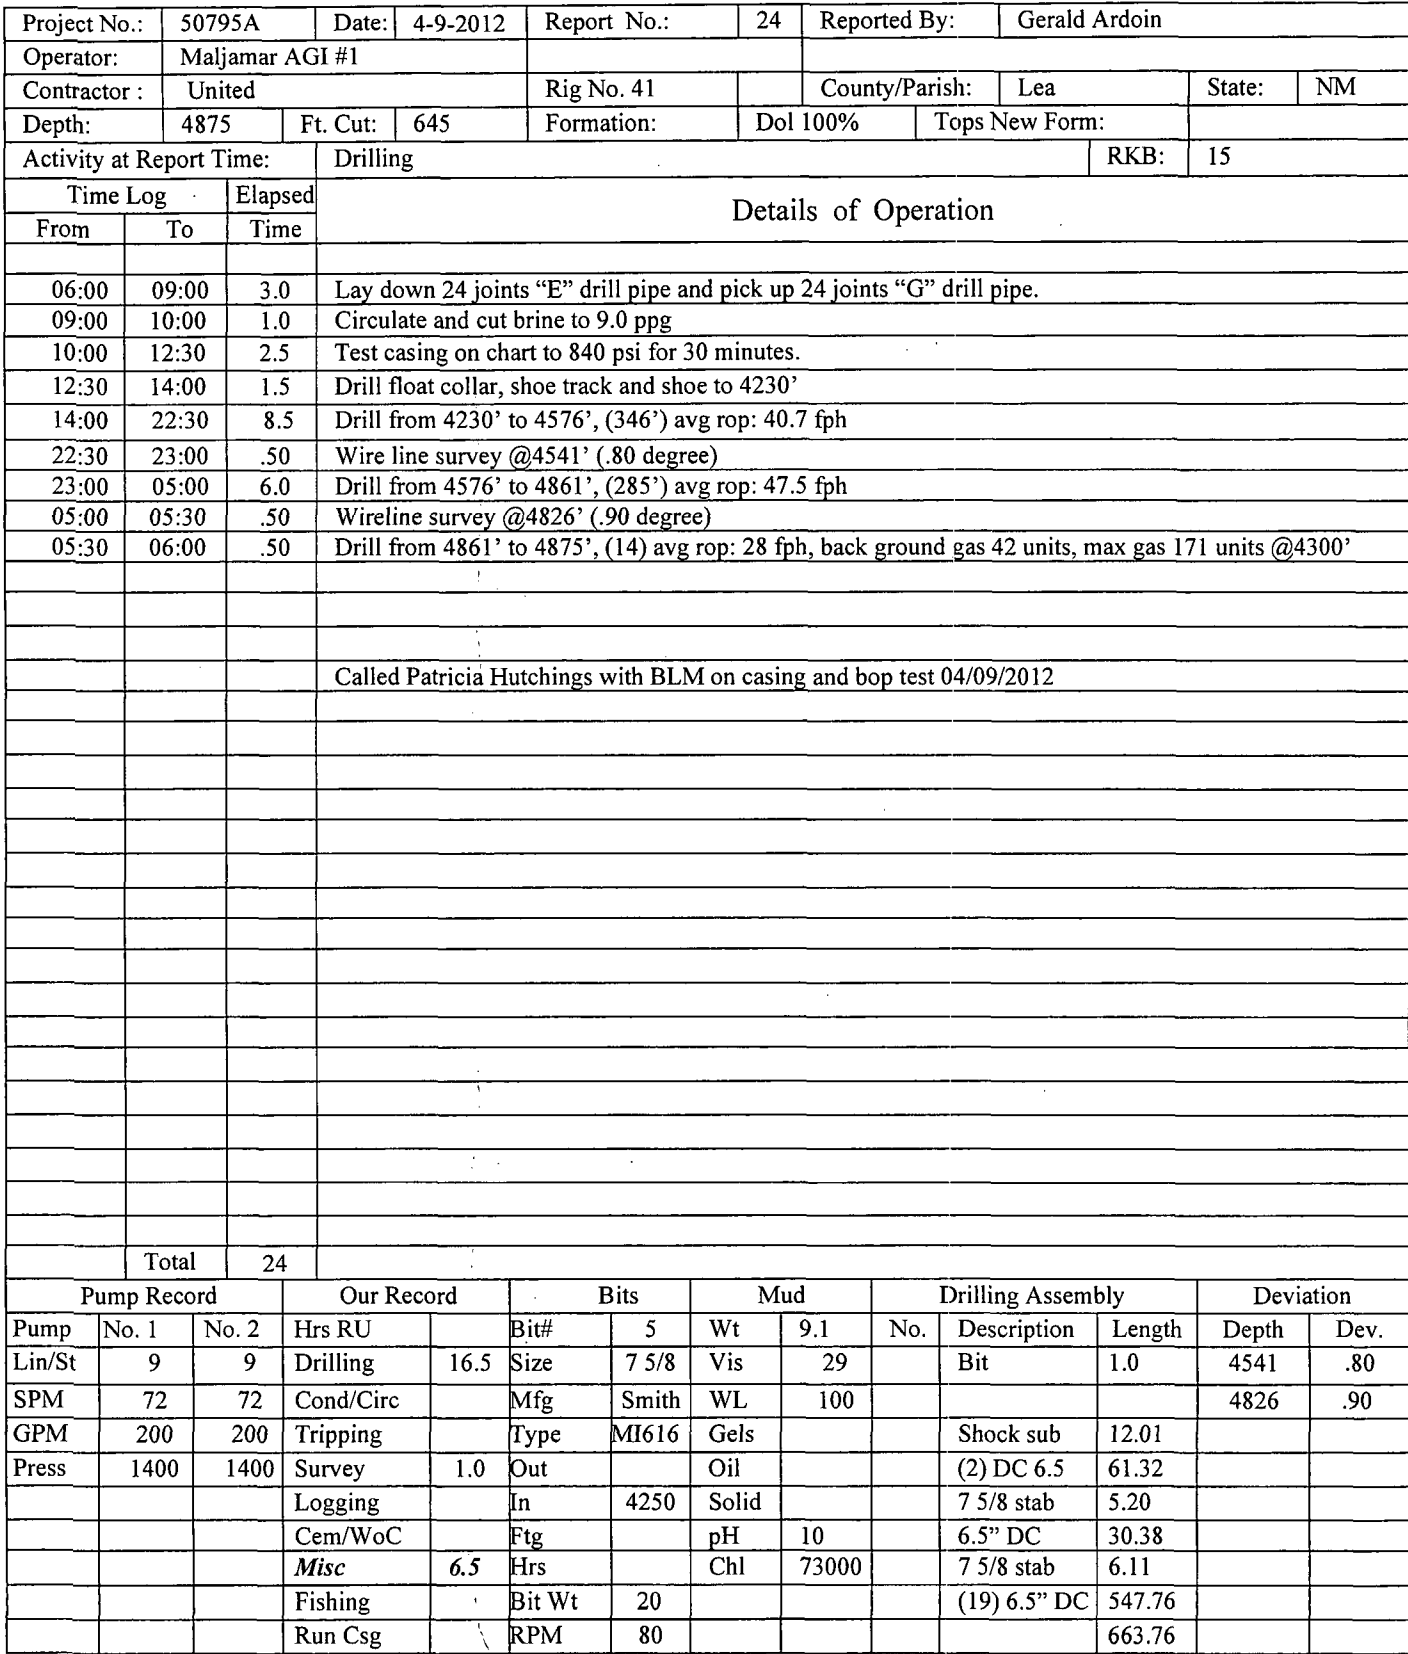 Project No.: 50795A Date: 4-9-2012 Report No.: 24 Reported By: Gerald Ardoin
Operator: Maljamar AGI #1
Contractor : United Rig No. 41 County/Parish: Lea State: NM
Depth: 4875 Ft. Cut: 645 Formation: Dol 100% Tops New Form:
Activity at Report Time: Drilling RKB: 15
Time Log Elapsed Details of Operation
From To Time
06:00 09:00 3.0 Lay down 24 joints “E” drill pipe and pick up 24 joints “G” drill pipe.
09:00 10:00 1.0 Circulate and cut brine to 9.0 ppg
10:00 12:30 2.5 Test casing on chart to 840 psi for 30 minutes.
12:30 14:00 1.5 Drill float collar, shoe track and shoe to 4230’
14:00 22:30 8.5 Drill from 4230’ to 4576’, (346’) avg rop: 40.7 fph
22:30 23:00 .50 Wire line survey @4541’ (.80 degree)
23:00 05:00 6.0 Drill from 4576’ to 4861’, (285’) avg rop: 47.5 fph
05:00 05:30 .50 Wireline survey @4826’ (.90 degree)
05:30 06:00 .50 Drill from 4861’ to 4875’, (14) avg rop: 28 fph, back ground gas 42 units, max gas 171 units @4300’
Called Patricia Hutchings with BLM on casing and bop test 04/09/2012
Total 24
Pump Record Our Record Bits Mud Drilling Assembly Deviation
Pump No. 1 No. 2 Hrs RU Bit# 5 Wt 9.1 No. Description Length Depth Dev.
Lin/St 9 9 Drilling 16.5 Size 7 5/8 Vis 29 Bit 1.0 4541 .80
SPM 72 72 Cond/Circ Mfg Smith WL 100 4826 .90
GPM 200 200 Tripping Type MI616 Gels Shock sub 12.01
Press 1400 1400 Survey 1.0 Out Oil (2) DC 6.5 61.32
Logging In 4250 Solid 7 5/8 stab 5.20
Cem/WoC Ftg pH 10 6.5” DC 30.38
Misc 6.5 Hrs Chl 73000 7 5/8 stab 6.11
Fishing Bit Wt 20 (19) 6.5” DC 547.76
Run Csg RPM 80 663.76